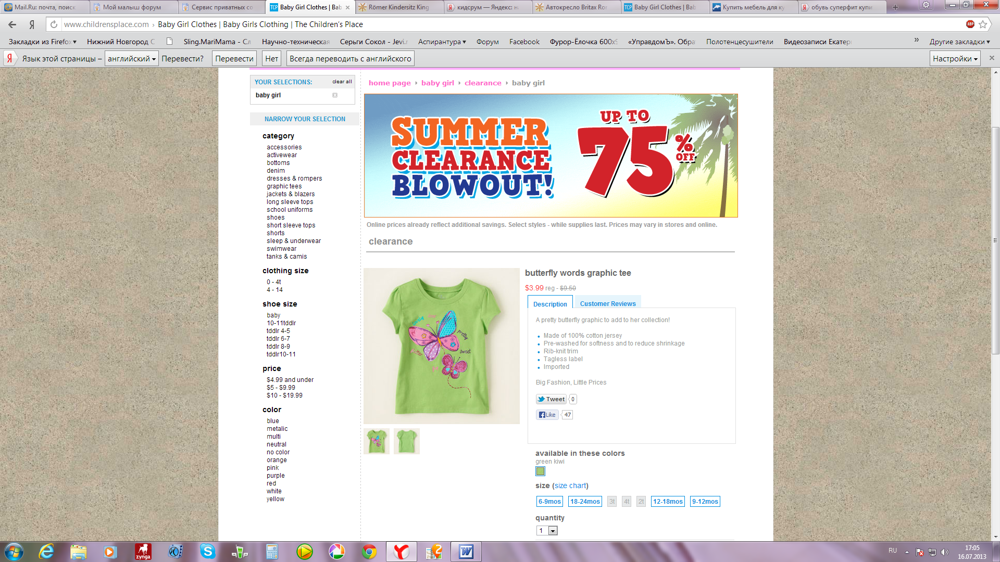 Mail.Ru: почта, поиск
Мой малыш форум
Сервис приватных со
Baby Girl Clothes | Bab
Römer Kindersitz King
кидсрум — Яндекс: н
Автокресло Britax Ror
Baby Girl Clothes | Bab
Купить мебель для ку
обувь суперфит купи
www.childrensplace.com › Baby Girl Clothes | Baby Girls Clothing | The Children's Place
ABP
Закладки из Firefox
Нижний Новгород С
Sling.MariMama - Сл
Научно-техническая
Серьги Сокол - Jevi.r
Аспирантура
Форум
Facebook
Фурор-Ёлочка 600x
«УправдомЪ». Обра
Полотенцесушители
Видеозаписи Екатер
» Другие закладки
Я Язык этой страницы – английский Перевести? Перевести Нет Всегда переводить с английского Настройки
YOUR SELECTIONS: clear all
baby girl
NARROW YOUR SELECTION
category
accessories
activewear
bottoms
denim
dresses & rompers
graphic tees
jackets & blazers
long sleeve tops
school uniforms
shoes
short sleeve tops
shorts
sleep & underwear
swimwear
tanks & camis
clothing size
0 - 4t
4 - 14
shoe size
baby
10-11tddlr
tddlr 4-5
tddlr 6-7
tddlr 8-9
tddlr10-11
price
$4.99 and under
$5 - $9.99
$10 - $19.99
color
blue
metalic
multi
neutral
no color
orange
pink
purple
red
white
yellow
home page baby girl clearance baby girl
SUMMER
CLEARANCE
BLOWOUT!
UP TO
75% OFF
Online prices already reflect additional savings. Select styles - while supplies last. Prices may vary in stores and online.
clearance
pretty
sweet
butterfly words graphic tee
$3.99 reg - $9.50
Description Customer Reviews
A pretty butterfly graphic to add to her collection!
Made of 100% cotton jersey
Pre-washed for softness and to reduce shrinkage
Rib-knit trim
Tagless label
Imported
Big Fashion, Little Prices
Tweet 0
Like 47
available in these colors
green kiwi
size (size chart)
6-9mos 18-24mos 3t 4t 2t 12-18mos 9-12mos
quantity
1
zynga
RU
17:05
16.07.2013